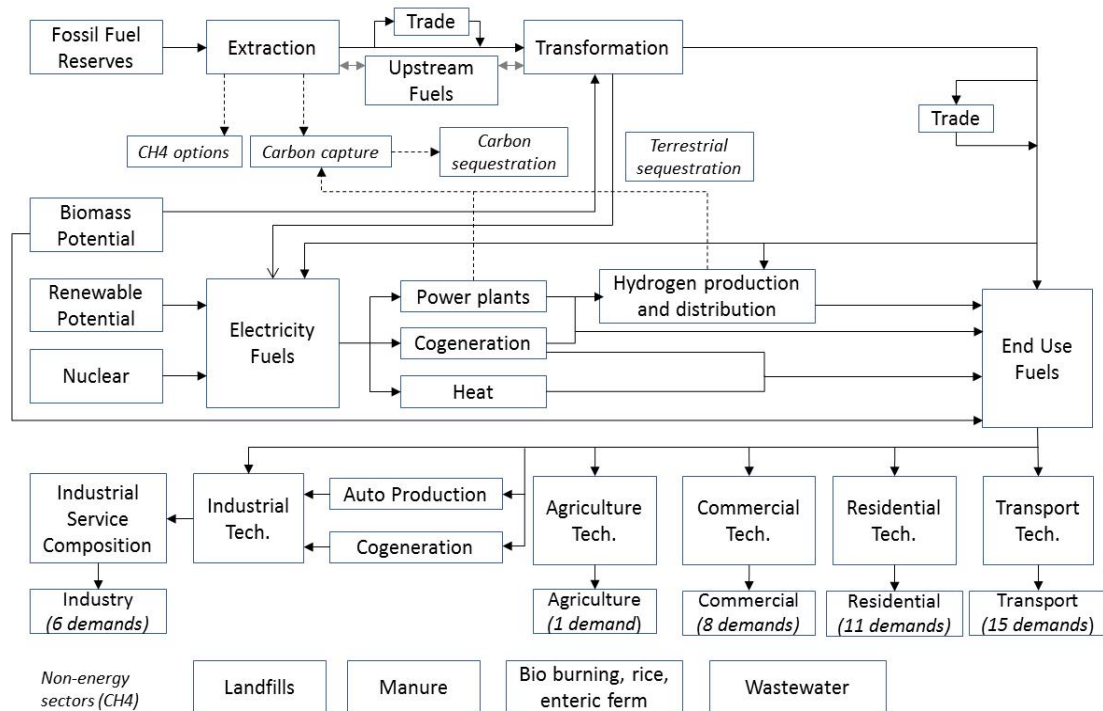 Fossil Fuel
Reserves
Extraction
Trade
Transformation
Upstream
Fuels
Trade
CH4 options
Carbon capture
Carbon
sequestration
Terrestrial
sequestration
Biomass
Potential
Renewable
Potential
Nuclear
Electricity
Fuels
Power plants
Cogeneration
Heat
Hydrogen production
and distribution
End Use
Fuels
Industrial
Service
Composition
Industrial
Tech.
Auto Production
Cogeneration
Agriculture
Tech.
Commercial
Tech.
Residential
Tech.
Transport
Tech.
Industry
(6 demands)
Agriculture
(1 demand)
Commercial
(8 demands)
Residential
(11 demands)
Transport
(15 demands)
Non-energy
sectors (CH4)
Landfills
Manure
Bio burning, rice,
enteric ferm
Wastewater